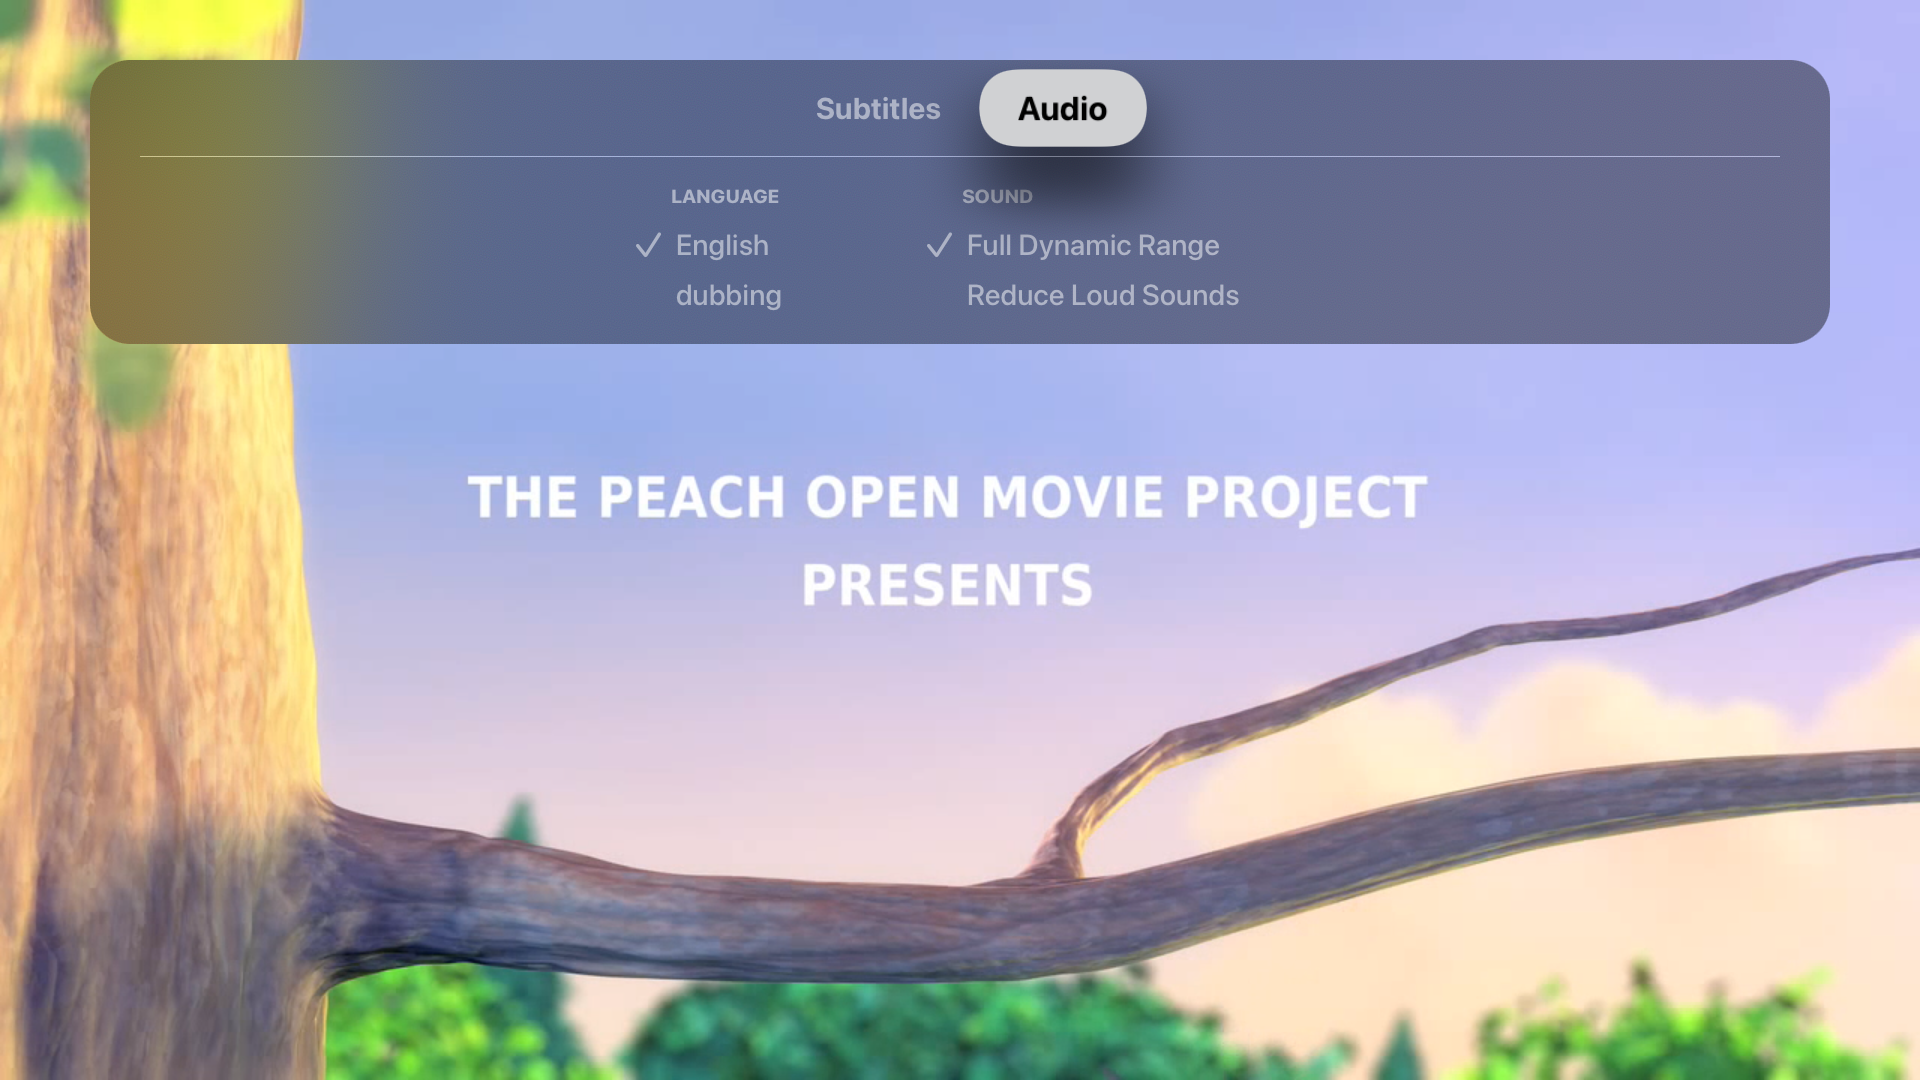 Subtitles Audio
LANGUAGE SOUND
English Full Dynamic Range
dubbing Reduce Loud Sounds
THE PEACH OPEN MOVIE PROJECT
PRESENTS